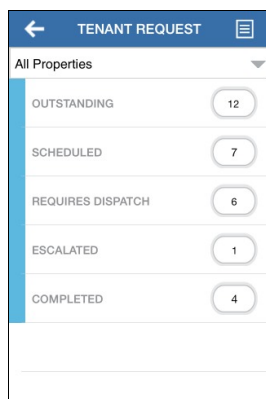 TENANT REQUEST
All Properties
OUTSTANDING 12
SCHEDULED 7
REQUIRES DISPATCH 6
ESCALATED 1
COMPLETED 4